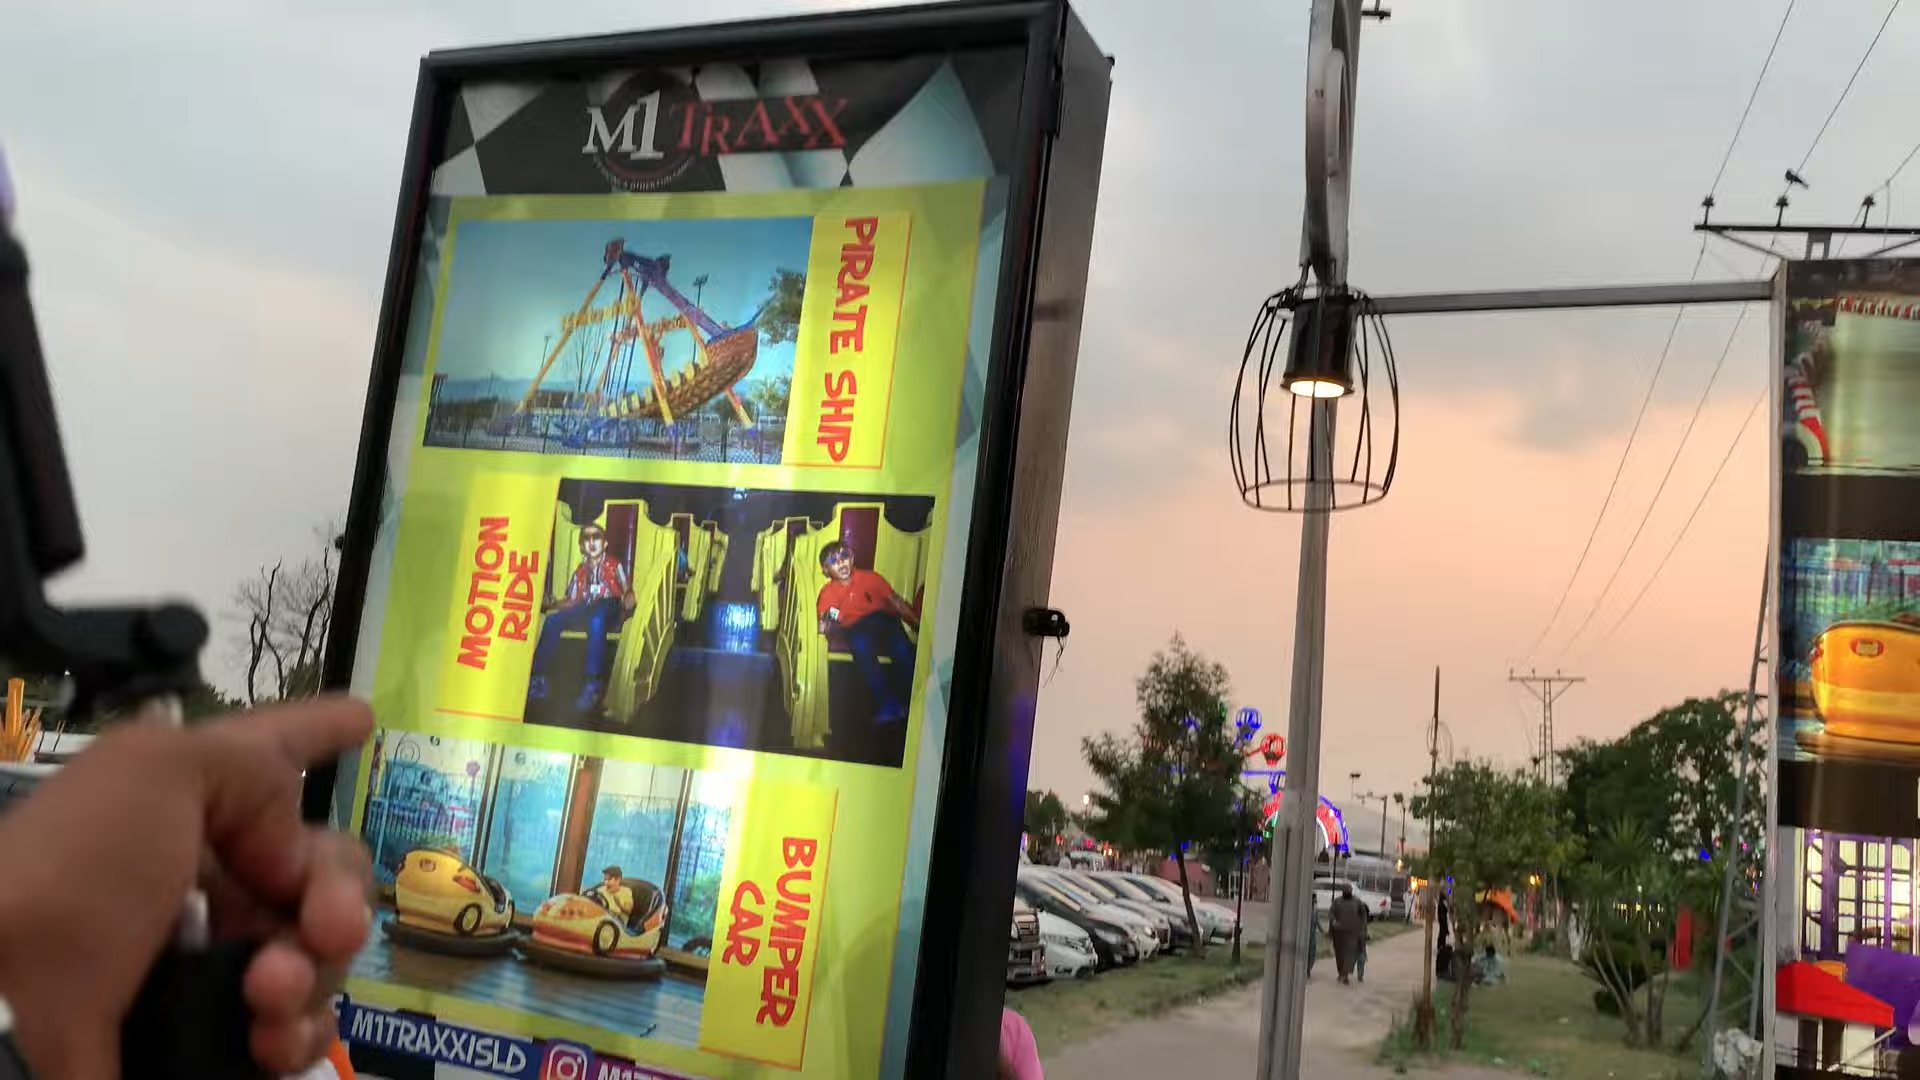 M1 TRAXX
PIRATE SHIP
MOTION
RIDE
BUMPER
CAR
M1TRAXXISLD